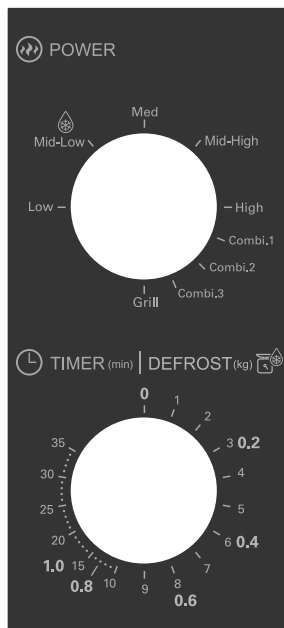 POWER
Med
Mid-Low
Mid-High
Low
High
Combi.1
Combi.2
Combi.3
Grill
TIMER (min) | DEFROST (kg)
0
1
2
3 0.2
4
5
6 0.4
7
8
0.6
9
10
15
0.8
1.0
20
25
30
35